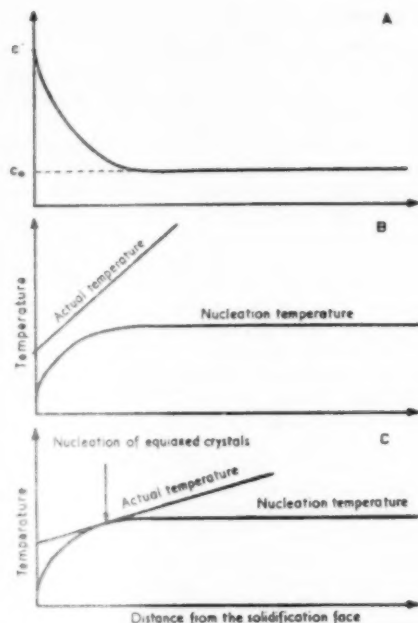 A
c'
c₀
B
Temperature
Actual temperature
Nucleation temperature
C
Temperature
Nucleation of equiaxed crystals
Actual temperature
Nucleation temperature
Distance from the solidification face